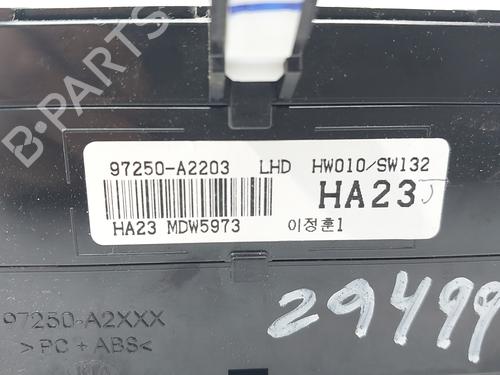 B-PARTS
97250-A2203 LHD HW010/SW132
HA23
HA23 MDW5973 이정훈1
97250-A2XXX
>PC + ABS<
29499